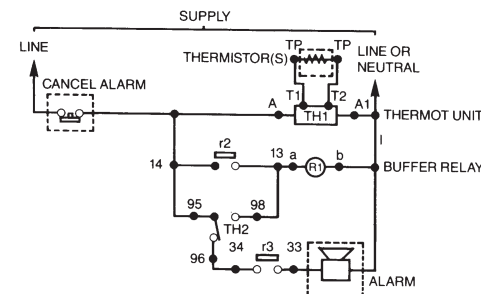 SUPPLY
LINE
THERMISTOR(S)
TP
TP
LINE OR
NEUTRAL
CANCEL ALARM
T1
T2
A
TH1
A1
THERMOT UNIT
I
r2
14
13
a
R1
b
BUFFER RELAY
95
98
TH2
96
34
r3
33
ALARM